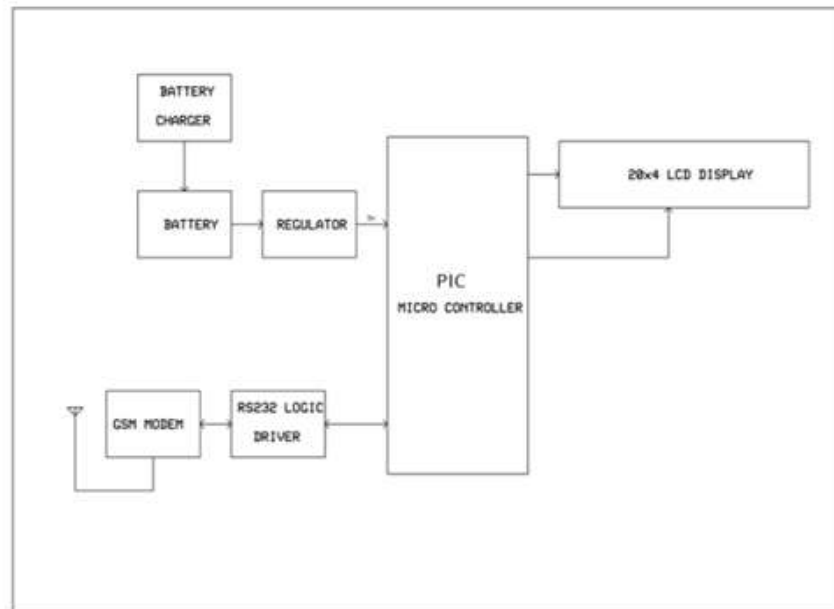 BATTERY
CHARGER
BATTERY
REGULATOR
20x4 LCD DISPLAY
PIC
MICRO CONTROLLER
GSM MODEM
RS232 LOGIC
DRIVER